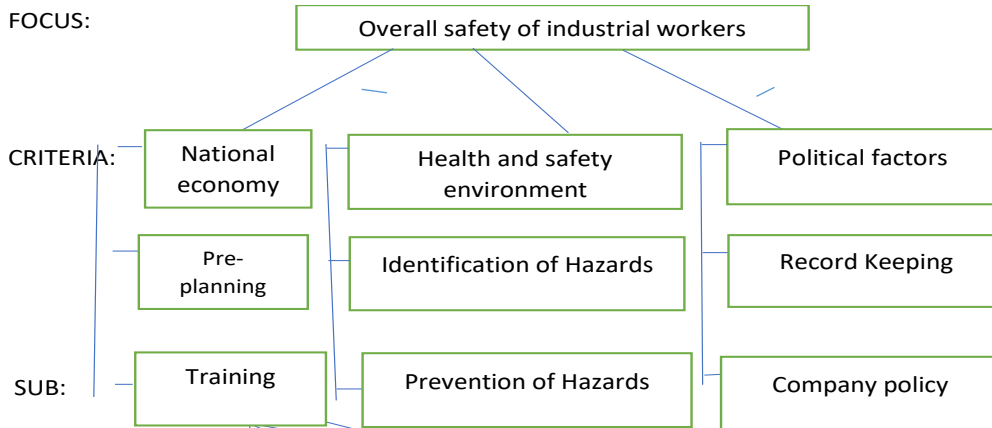 FOCUS:
Overall safety of industrial workers
CRITERIA:
National
economy
Health and safety
environment
Political factors
Pre-
planning
Identification of Hazards
Record Keeping
SUB:
Training
Prevention of Hazards
Company policy